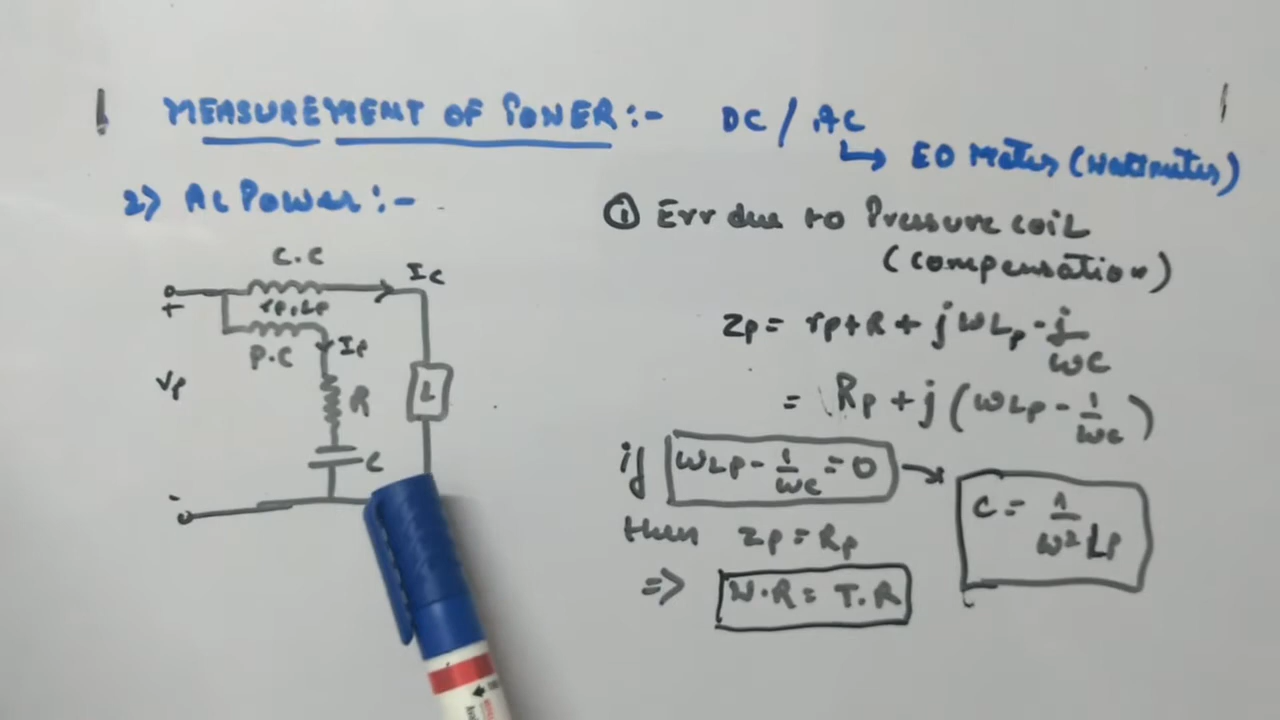 MEASUREMENT OF POWER:- DC / AC
↳ ED Meter (Wattmeter)
2) AC Power:-
① Err due to Pressure coil
(compensation)
C.C
Ic
+
rp, Lp
P.C
Ip
Vp
R
L
C
-
Zp = rp + R + jωLp - j/ωC
= Rp + j(ωLp - 1/ωC)
if ωLp - 1/ωC = 0 →
C = 1/ω²Lp
then Zp = Rp
⇒ W.R = T.R